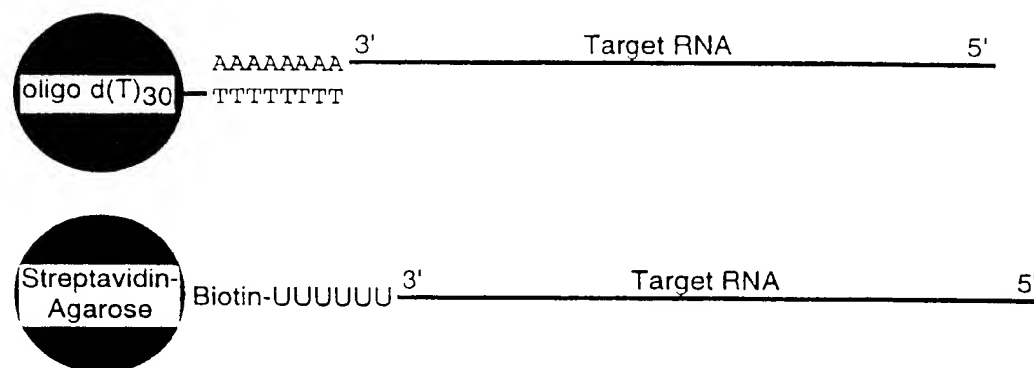 3' Target RNA 5'
AAAAAAAA
oligo d(T)30 TTTTTTTT
3' Target RNA 5'
Streptavidin-
Agarose
Biotin-UUUUUU